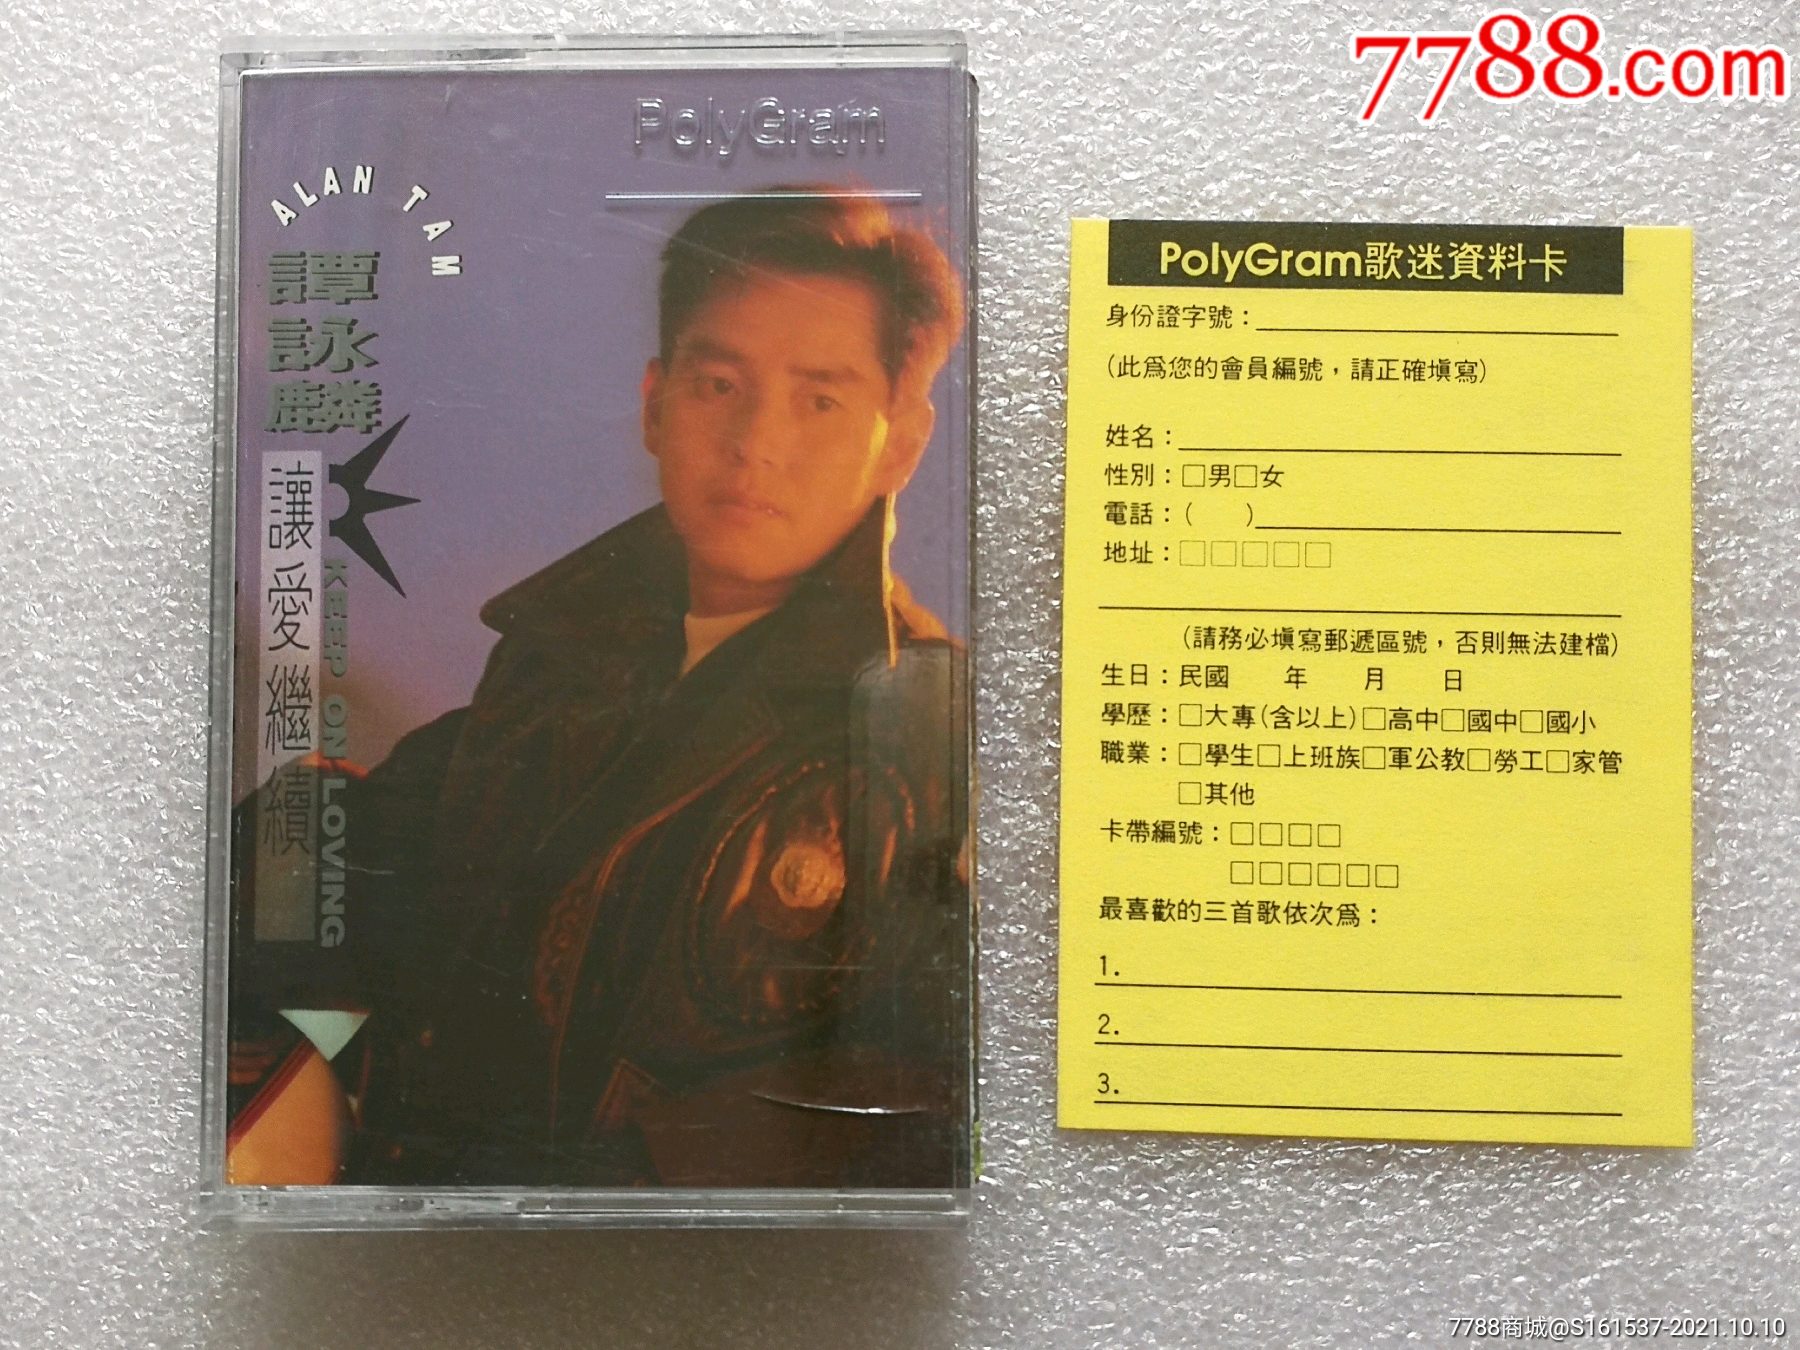 7788.com
PolyGram
ALAN TAM
譚詠麟
讓愛繼續
KEEP ON LOVING
PolyGram歌迷資料卡
身份證字號：
(此爲您的會員編號，請正確填寫)
姓名：
性別：□男□女
電話：(　　)
地址：□□□□□
(請務必填寫郵遞區號，否則無法建檔)
生日：民國　　年　　月　　日
學歷：□大專(含以上)□高中□國中□國小
職業：□學生□上班族□軍公教□勞工□家管
□其他
卡帶編號：□□□□
□□□□□□
最喜歡的三首歌依次爲：
1.
2.
3.
7788商城@S161537-2021.10.10